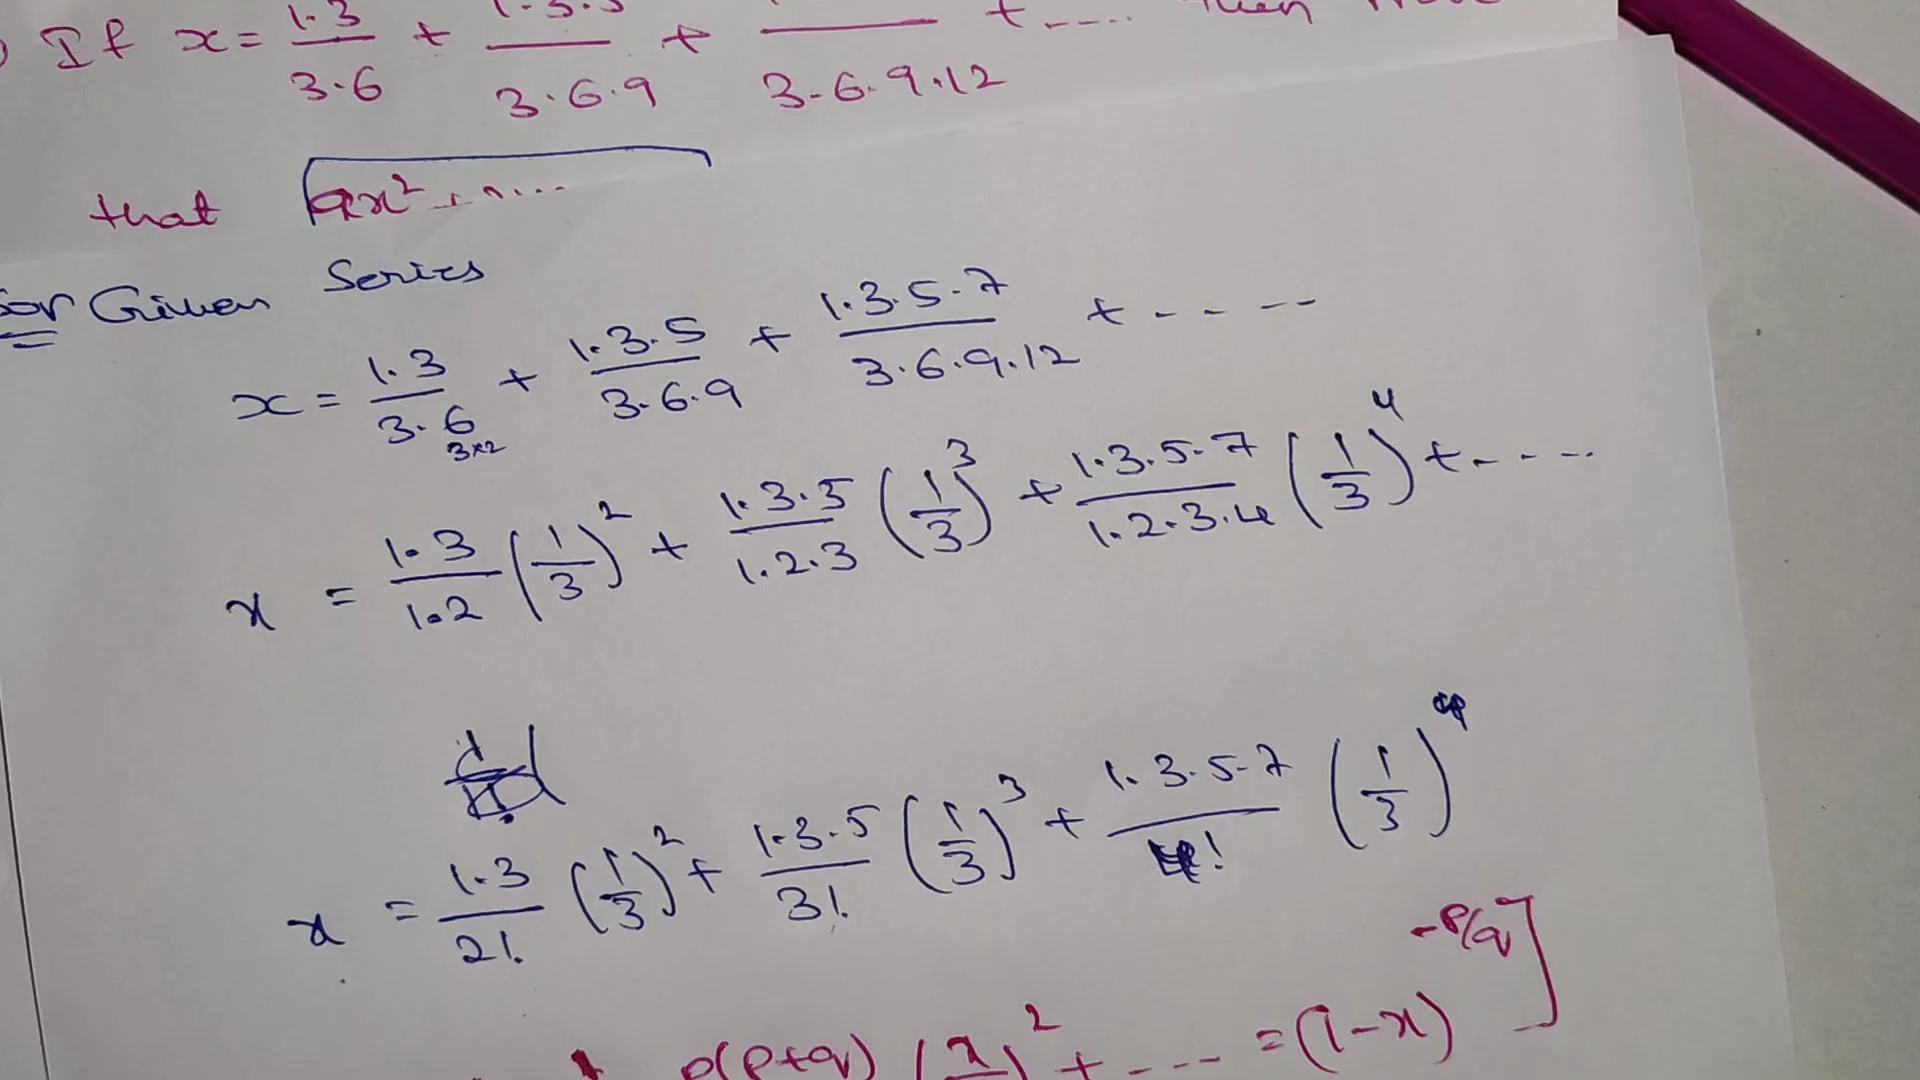 If x = 1.3/3.6 + 1.3.5/3.6.9 + /3.6.9.12 + .... then
that 9x² + ....
Given Series
x = 1.3/3.6 + 1.3.5/3.6.9 + 1.3.5.7/3.6.9.12 + ----
3×2
x = 1.3/1.2 (1/3)² + 1.3.5/1.2.3 (1/3)³ + 1.3.5.7/1.2.3.4 (1/3)⁴ + ----
x = 1.3/2! (1/3)² + 1.3.5/3! (1/3)³ + 1.3.5.7/4! (1/3)⁴
p(p+q) (x/ )² + --- = (1-x)^(-p/q)]